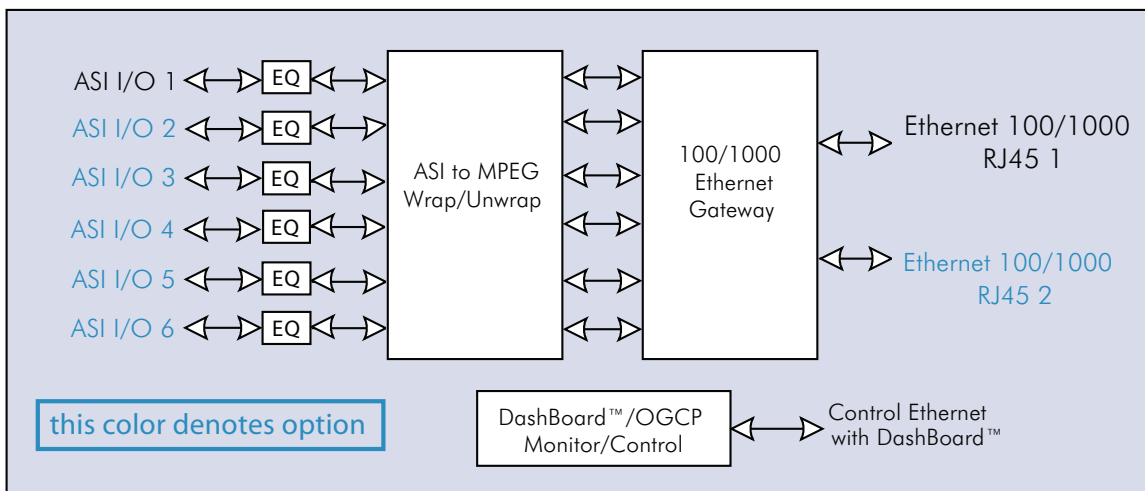 ASI I/O 1
EQ
ASI I/O 2
EQ
ASI I/O 3
EQ
ASI I/O 4
EQ
ASI I/O 5
EQ
ASI I/O 6
EQ
ASI to MPEG
Wrap/Unwrap
100/1000
Ethernet
Gateway
Ethernet 100/1000
RJ45 1
Ethernet 100/1000
RJ45 2
this color denotes option
DashBoard™/OGCP
Monitor/Control
Control Ethernet
with DashBoard™